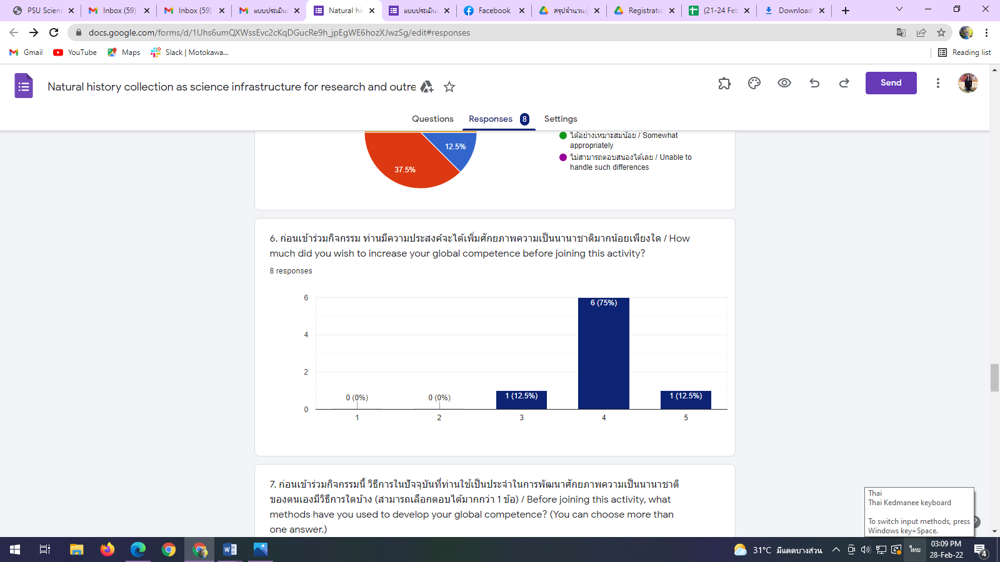 PSU Scienc
Inbox (59)
Inbox (59)
แบบประเมิน
Natural his
แบบประเมิน
Facebook
สรุปจำนวนผู้
Registratio
(21-24 Feb
Download
docs.google.com/forms/d/1Uhs6umQXWssEvc2cKqDGucRe9h_jpEgWE6hozXJwzSg/edit#responses
Gmail
YouTube
Maps
Slack | Motokawa...
Reading list
Natural history collection as science infrastructure for research and outre
Send
Questions
Responses 8
Settings
12.5%
37.5%
ได้อย่างเหมาะสมน้อย / Somewhat
appropriately
ไม่สามารถตอบสนองได้เลย / Unable to
handle such differences
6. ก่อนเข้าร่วมกิจกรรม ท่านมีความประสงค์จะได้เพิ่มศักยภาพความเป็นนานาชาติมากน้อยเพียงใด / How
much did you wish to increase your global competence before joining this activity?
8 responses
6
4
2
0
0 (0%)
0 (0%)
1 (12.5%)
6 (75%)
1 (12.5%)
1
2
3
4
5
7. ก่อนเข้าร่วมกิจกรรมนี้ วิธีการในปัจจุบันที่ท่านใช้เป็นประจำในการพัฒนาศักยภาพความเป็นนานาชาติ
ของตนเองมีวิธีการใดบ้าง (สามารถเลือกตอบได้มากกว่า 1 ข้อ) / Before joining this activity, what
methods have you used to develop your global competence? (You can choose more than
one answer.)
Thai
Thai Kedmanee keyboard
To switch input methods, press
Windows key+Space.
31°C มีแดดบางส่วน
ไทย
03:09 PM
28-Feb-22
4